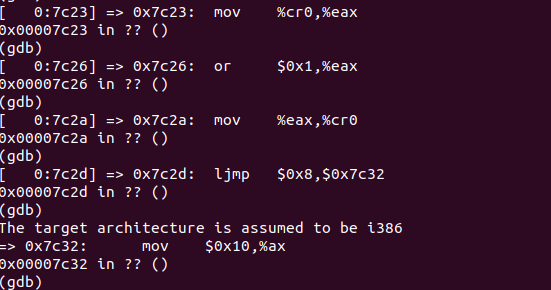 [   0:7c23] => 0x7c23:  mov    %cr0,%eax
0x00007c23 in ?? ()
(gdb)
[   0:7c26] => 0x7c26:  or     $0x1,%eax
0x00007c26 in ?? ()
(gdb)
[   0:7c2a] => 0x7c2a:  mov    %eax,%cr0
0x00007c2a in ?? ()
(gdb)
[   0:7c2d] => 0x7c2d:  ljmp   $0x8,$0x7c32
0x00007c2d in ?? ()
(gdb)
The target architecture is assumed to be i386
=> 0x7c32:      mov    $0x10,%ax
0x00007c32 in ?? ()
(gdb)